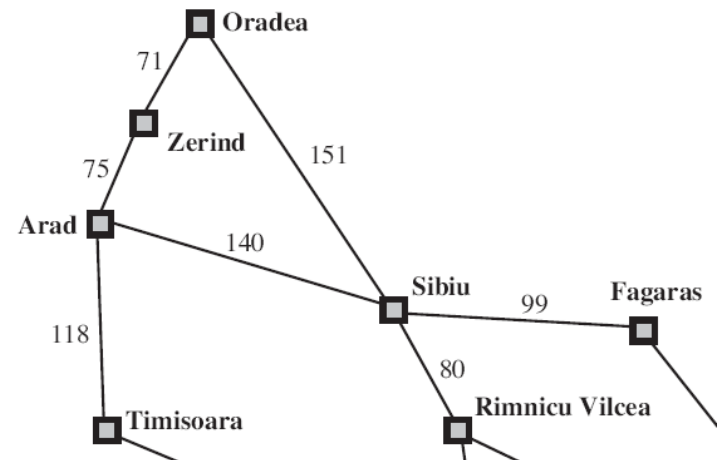 Oradea
71
Zerind
151
75
Arad
140
Sibiu
Fagaras
99
118
80
Timisoara
Rimnicu Vilcea